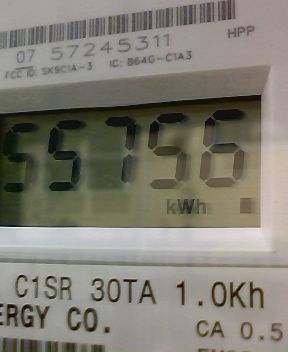 HPP
07 57245311
FCC ID: SK9C1A-3 IC: 864G-C1A3
55756
kWh
C1SR 30TA 1.0Kh
ERGY CO.
CA 0.5